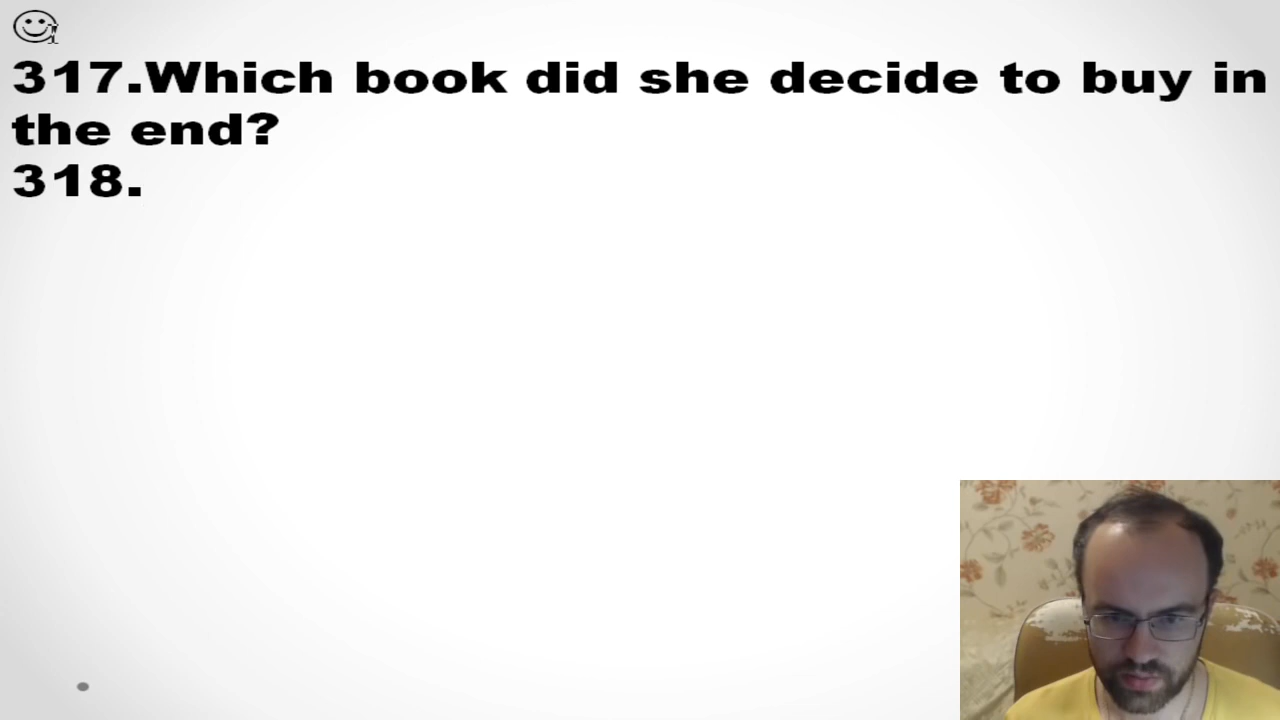 317.Which book did she decide to buy in
the end?
318.